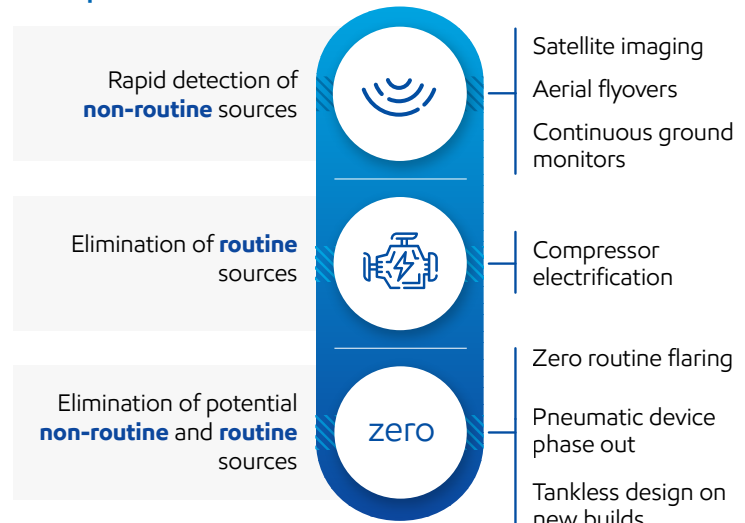 Rapid detection of
non-routine sources
Satellite imaging
Aerial flyovers
Continuous ground
monitors
Elimination of routine
sources
Compressor
electrification
Elimination of potential
non-routine and routine
sources
zero
Zero routine flaring
Pneumatic device
phase out
Tankless design on
new builds